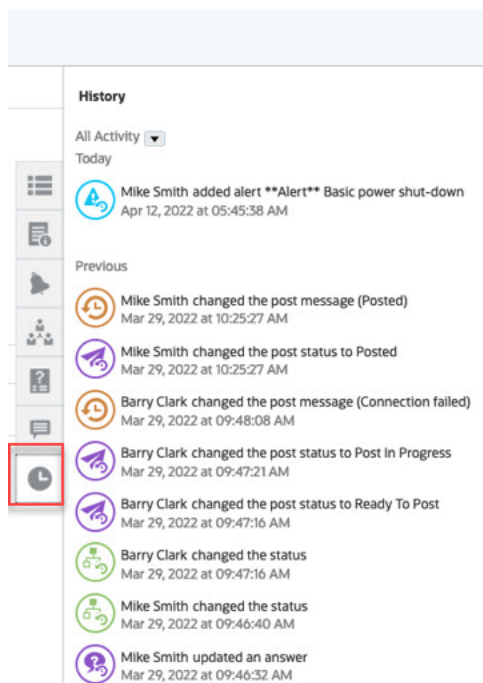 History
All Activity
Today
Mike Smith added alert **Alert** Basic power shut-down
Apr 12, 2022 at 05:45:38 AM
Previous
Mike Smith changed the post message (Posted)
Mar 29, 2022 at 10:25:27 AM
Mike Smith changed the post status to Posted
Mar 29, 2022 at 10:25:27 AM
Barry Clark changed the post message (Connection failed)
Mar 29, 2022 at 09:48:08 AM
Barry Clark changed the post status to Post In Progress
Mar 29, 2022 at 09:47:21 AM
Barry Clark changed the post status to Ready To Post
Mar 29, 2022 at 09:47:16 AM
Barry Clark changed the status
Mar 29, 2022 at 09:47:16 AM
Mike Smith changed the status
Mar 29, 2022 at 09:46:40 AM
Mike Smith updated an answer
Mar 29, 2022 at 09:46:32 AM